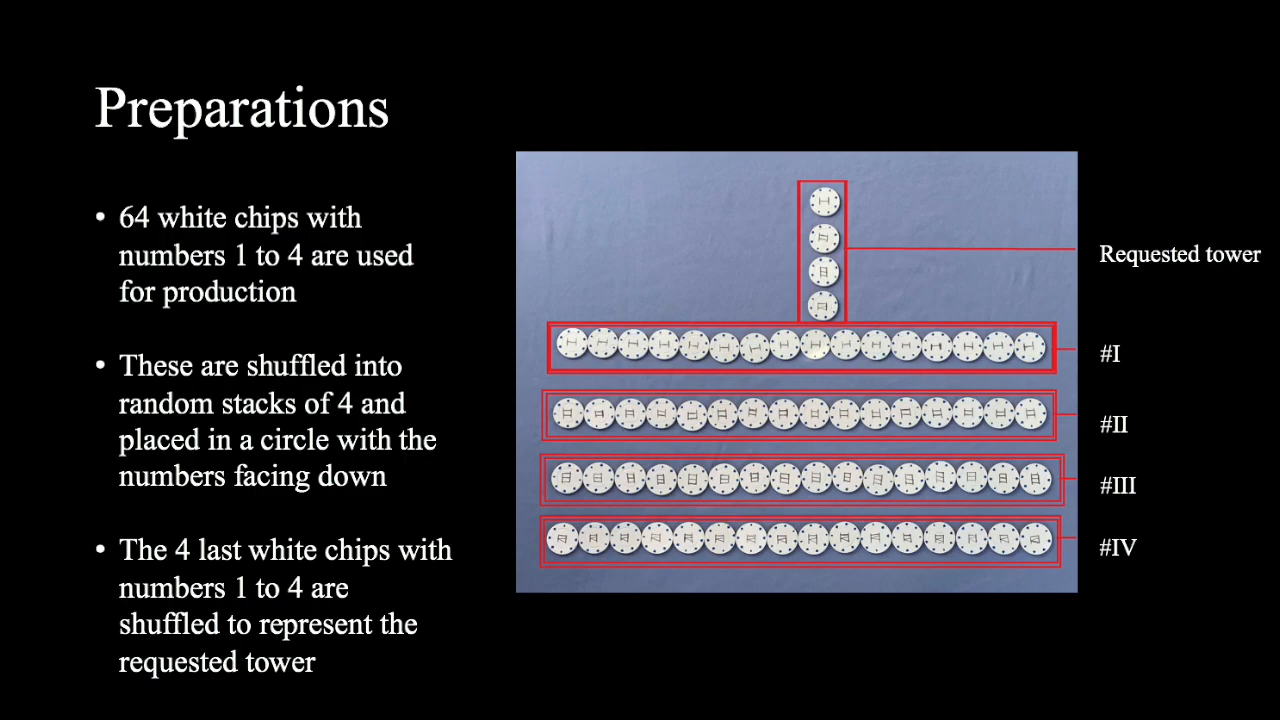 Preparations
• 64 white chips with
numbers 1 to 4 are used
for production
• These are shuffled into
random stacks of 4 and
placed in a circle with the
numbers facing down
• The 4 last white chips with
numbers 1 to 4 are
shuffled to represent the
requested tower
Requested tower
#I
#II
#III
#IV